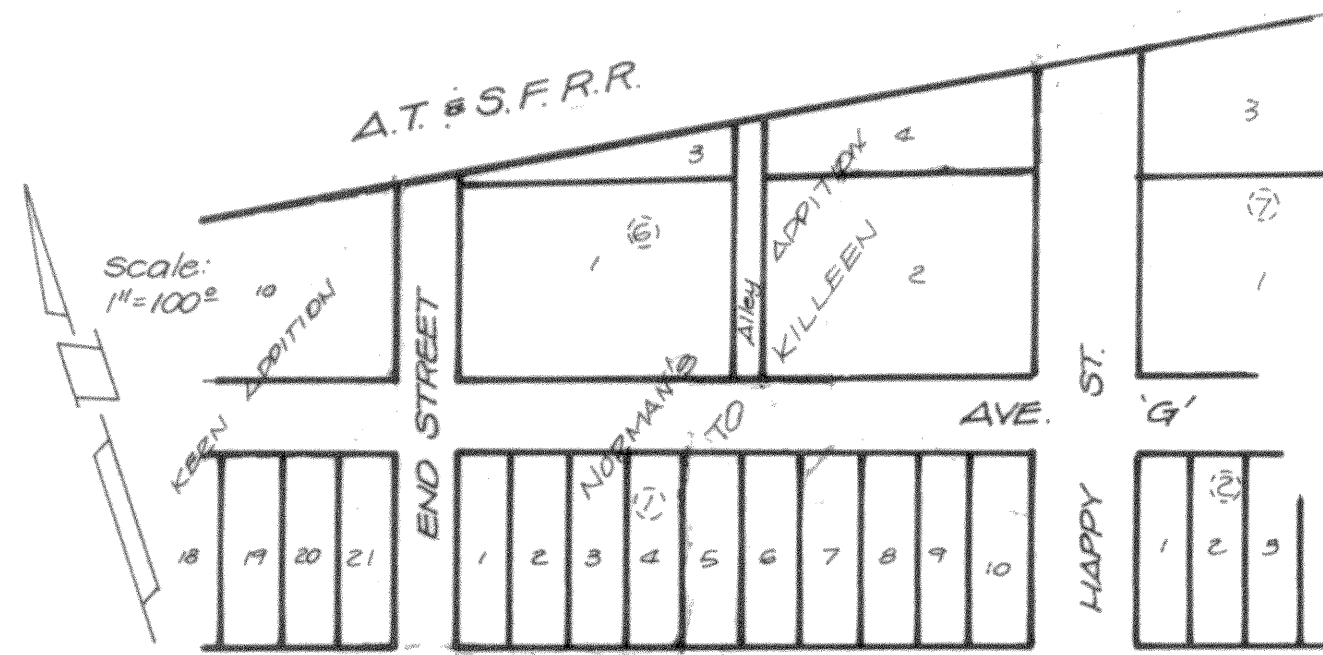 A.T. & S.F. R.R.
3
4
3
Scale:
1"=100º
10
KERN ADDITION
END STREET
1
6
Alley
NORMAN'S ADDITION
TO KILLEEN
2
HAPPY ST.
7
1
AVE. 'G'
18 19 20 21
1 2 3 4 5 6 7 8 9 10
1
1 2 3
2